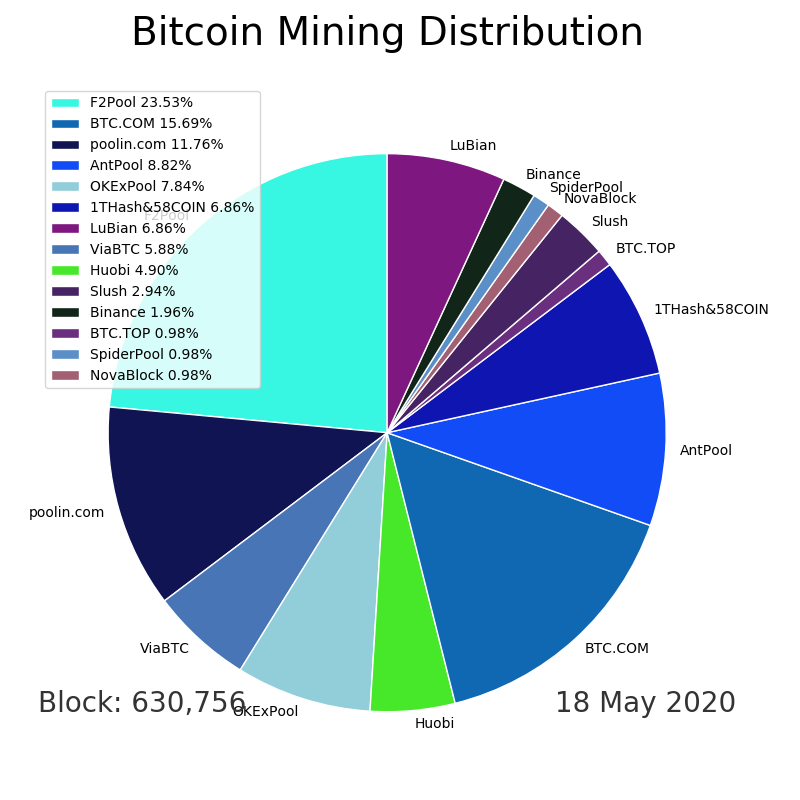 Bitcoin Mining Distribution
F2Pool 23.53%
BTC.COM 15.69%
poolin.com 11.76%
AntPool 8.82%
OKExPool 7.84%
1THash&58COIN 6.86%
LuBian 6.86%
ViaBTC 5.88%
Huobi 4.90%
Slush 2.94%
Binance 1.96%
BTC.TOP 0.98%
SpiderPool 0.98%
NovaBlock 0.98%
LuBian
Binance
SpiderPool
NovaBlock
Slush
BTC.TOP
1THash&58COIN
AntPool
BTC.COM
Huobi
OKExPool
ViaBTC
poolin.com
F2Pool
Block: 630,756
18 May 2020